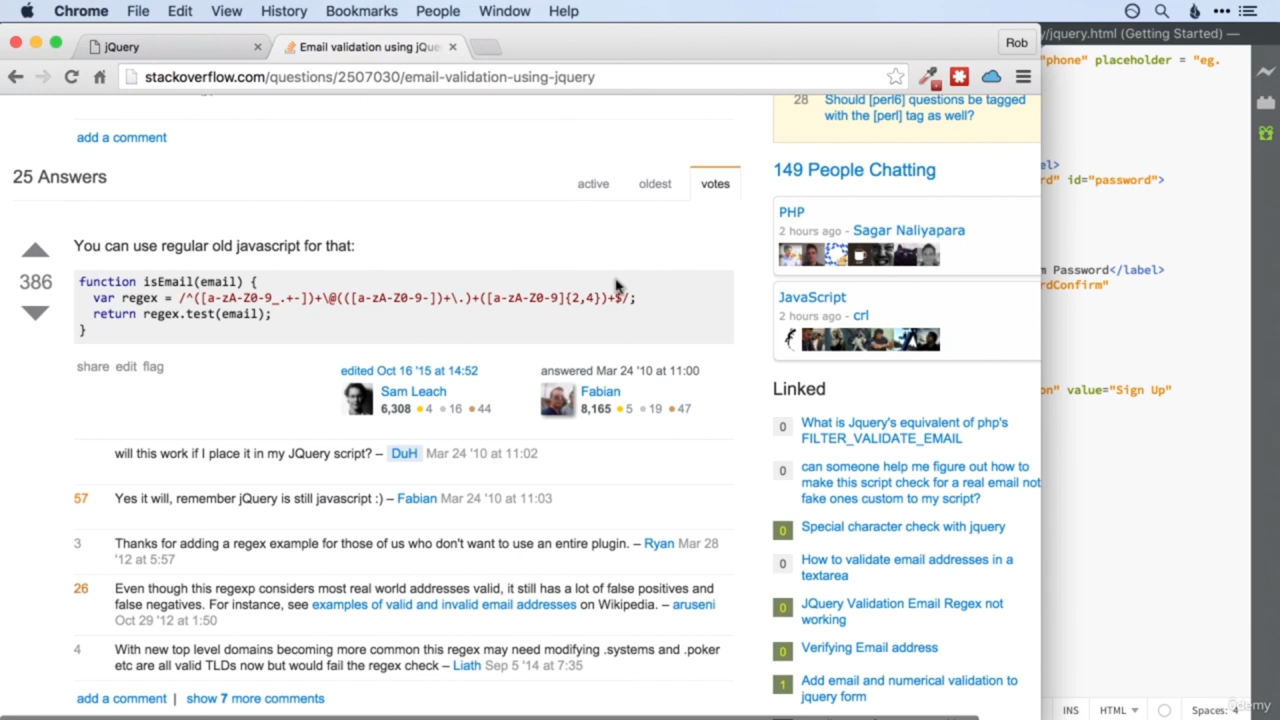 Chrome File Edit View History Bookmarks People Window Help
jQuery
Email validation using jQue
Rob
/jquery.html (Getting Started) —
stackoverflow.com/questions/2507030/email-validation-using-jquery
"phone" placeholder = "eg.
add a comment
28 Should [perl6] questions be tagged
with the [perl] tag as well?
25 Answers
active oldest votes
149 People Chatting
el>
rd" id="password">
PHP
2 hours ago - Sagar Naliyapara
You can use regular old javascript for that:
386
function isEmail(email) {
var regex = /^([a-zA-Z0-9_.+-])+\@(([a-zA-Z0-9-])+\.)+([a-zA-Z0-9]{2,4})+$/;
return regex.test(email);
}
m Password</label>
rdConfirm"
JavaScript
2 hours ago - crl
share edit flag
edited Oct 16 '15 at 14:52
Sam Leach
6,308 4 16 44
answered Mar 24 '10 at 11:00
Fabian
8,165 5 19 47
Linked
on" value="Sign Up"
0 What is Jquery's equivalent of php's
FILTER_VALIDATE_EMAIL
0 can someone help me figure out how to
make this script check for a real email not
fake ones custom to my script?
0 Special character check with jquery
0 How to validate email addresses in a
textarea
0 JQuery Validation Email Regex not
working
0 Verifying Email address
1 Add email and numerical validation to
jquery form
will this work if I place it in my JQuery script? – DuH Mar 24 '10 at 11:02
57 Yes it will, remember jQuery is still javascript :) – Fabian Mar 24 '10 at 11:03
3 Thanks for adding a regex example for those of us who don't want to use an entire plugin. – Ryan Mar 28
'12 at 5:57
26 Even though this regexp considers most real world addresses valid, it still has a lot of false positives and
false negatives. For instance, see examples of valid and invalid email addresses on Wikipedia. – aruseni
Oct 29 '12 at 1:50
4 With new top level domains becoming more common this regex may need modifying .systems and .poker
etc are all valid TLDs now but would fail the regex check – Liath Sep 5 '14 at 7:35
add a comment | show 7 more comments
INS HTML Spaces: 4
ûdemy